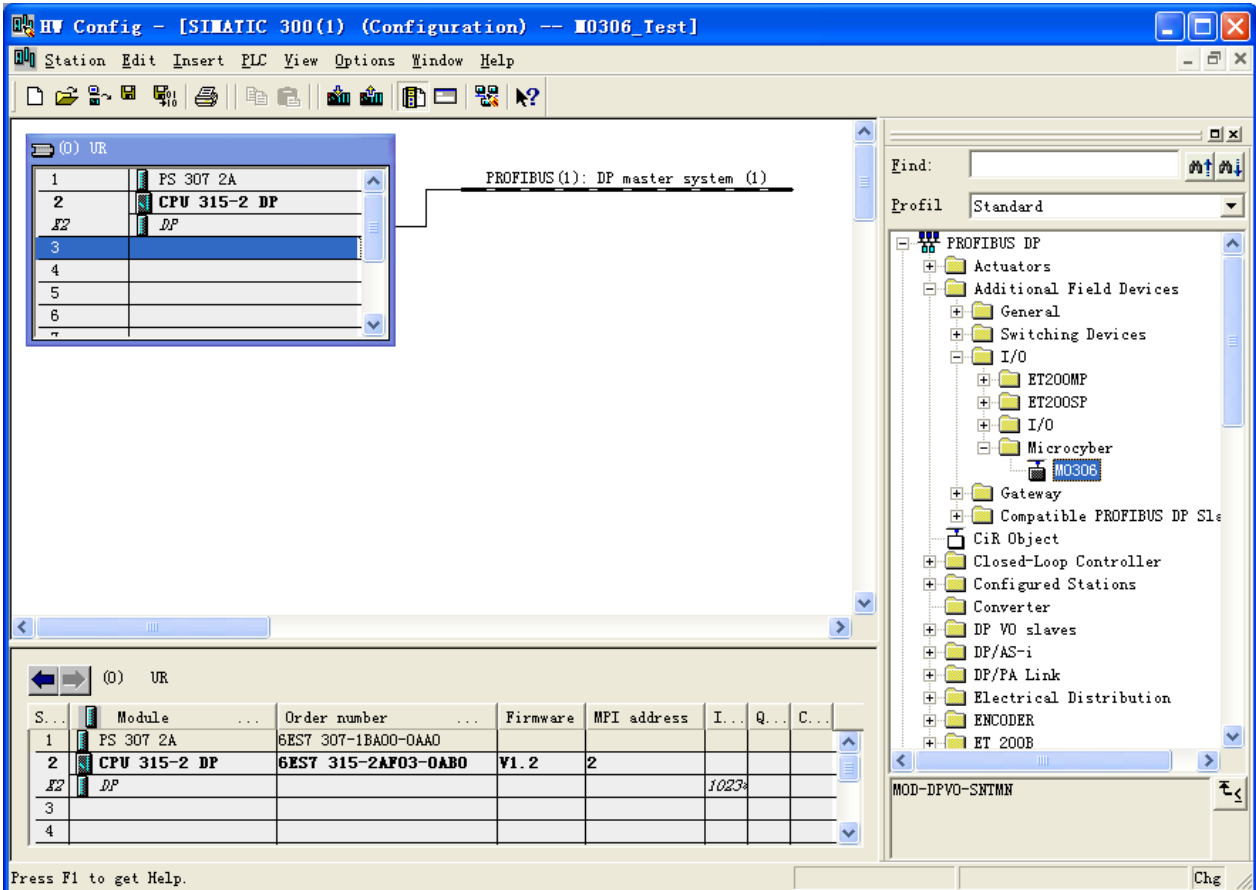 HW Config - [SIMATIC 300(1) (Configuration) -- M0306_Test]
Station Edit Insert PLC View Options Window Help
(0) UR
1 PS 307 2A
2 CPU 315-2 DP
X2 DP
3
4
5
6
7
PROFIBUS(1): DP master system (1)
Find:
Profil Standard
PROFIBUS DP
Actuators
Additional Field Devices
General
Switching Devices
I/O
ET200MP
ET200SP
I/O
Microcyber
M0306
Gateway
Compatible PROFIBUS DP Sla
CiR Object
Closed-Loop Controller
Configured Stations
Converter
DP V0 slaves
DP/AS-i
DP/PA Link
Electrical Distribution
ENCODER
ET 200B
MOD-DPV0-SNTMN
(0) UR
S... Module ... Order number ... Firmware MPI address I... Q... C...
1 PS 307 2A 6ES7 307-1BA00-0AA0
2 CPU 315-2 DP 6ES7 315-2AF03-0AB0 V1.2 2
X2 DP 1023*
3
4
Press F1 to get Help.
Chg